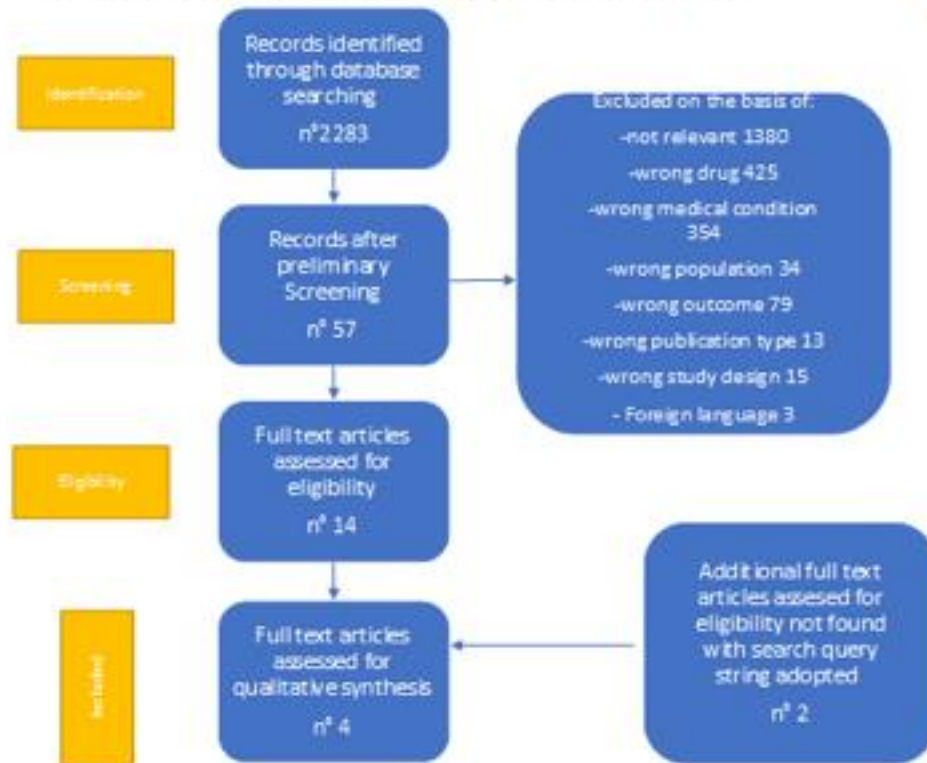 Identification
Records identified
through database
searching
n°2283
Excluded on the basis of:
-not relevant 1380
-wrong drug 425
-wrong medical condition
354
-wrong population 34
-wrong outcome 79
-wrong publication type 13
-wrong study design 15
- Foreign language 3
Screening
Records after
preliminary
Screening
n° 57
Eligibility
Full text articles
assessed for
eligibility
n° 14
Included
Full text articles
assessed for
qualitative synthesis
n° 4
Additional full text
articles assesed for
eligibility not found
with search query
string adopted
n° 2